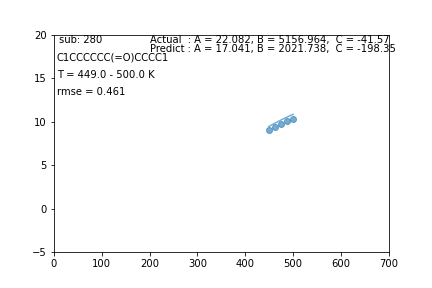 sub: 280
Actual : A = 22.082, B = 5156.964, C = -41.57
Predict : A = 17.041, B = 2021.738, C = -198.35
C1CCCCCC(=O)CCCC1
T = 449.0 - 500.0 K
rmse = 0.461
20
15
10
5
0
−5
0 100 200 300 400 500 600 700